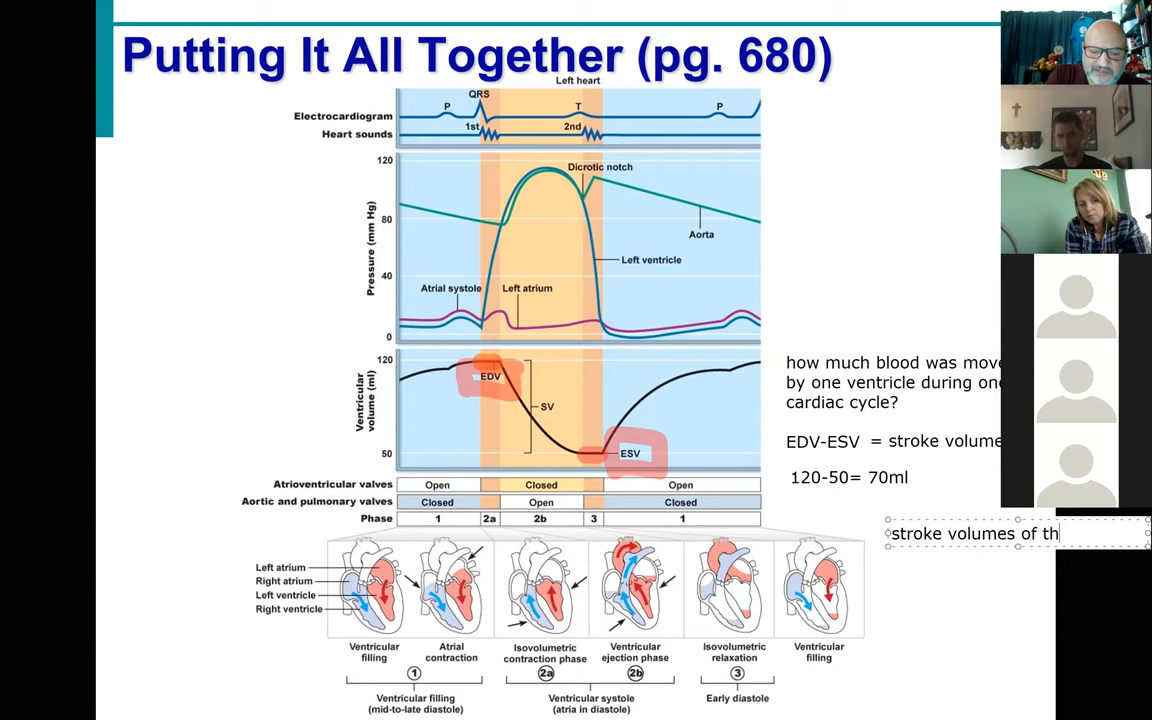 Putting It All Together (pg. 680)
Left heart
QRS
P
T
P
Electrocardiogram
1st
2nd
Heart sounds
120
Dicrotic notch
80
Aorta
Pressure (mm Hg)
Left ventricle
40
Atrial systole
Left atrium
0
120
EDV
Ventricular
volume (ml)
SV
50
ESV
how much blood was move
by one ventricle during one
cardiac cycle?
EDV-ESV = stroke volume
120-50= 70ml
stroke volumes of th
Atrioventricular valves
Open
Closed
Open
Aortic and pulmonary valves
Closed
Open
Closed
Phase
1
2a
2b
3
1
Left atrium
Right atrium
Left ventricle
Right ventricle
Ventricular
filling
Atrial
contraction
Isovolumetric
contraction phase
Ventricular
ejection phase
Isovolumetric
relaxation
Ventricular
filling
1
2a
2b
3
Ventricular filling
(mid-to-late diastole)
Ventricular systole
(atria in diastole)
Early diastole